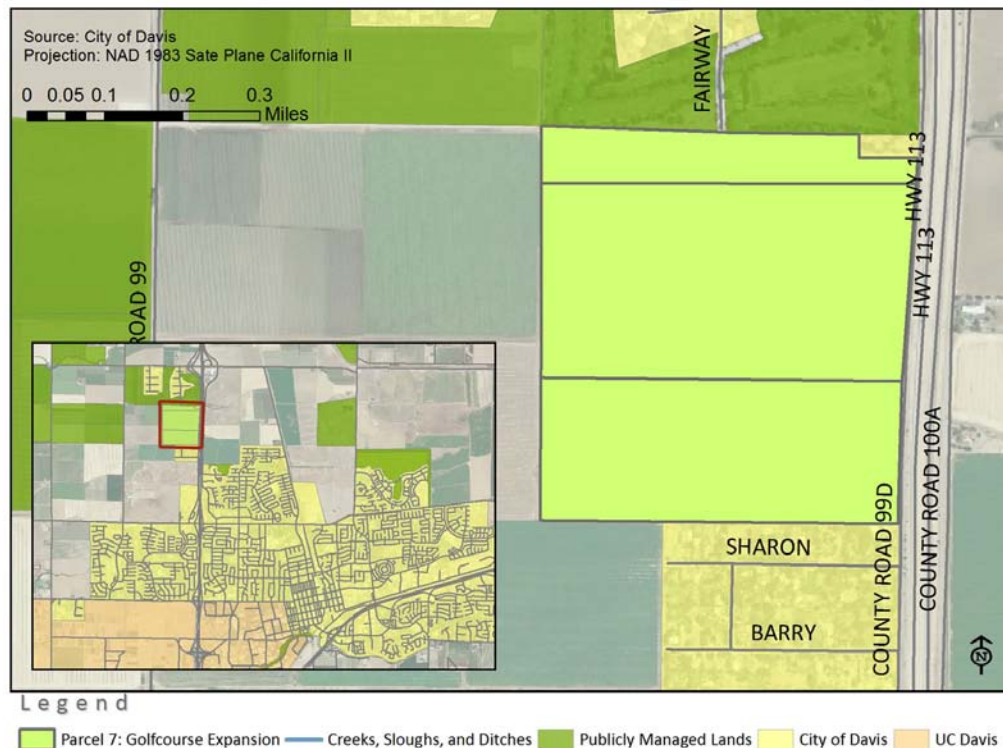 Source: City of Davis
Projection: NAD 1983 Sate Plane California II
0 0.05 0.1 0.2 0.3
Miles
FAIRWAY
HWY 113
HWY 113
ROAD 99
COUNTY ROAD 100A
COUNTY ROAD 99D
SHARON
BARRY
N
Legend
Parcel 7: Golfcourse Expansion Creeks, Sloughs, and Ditches Publicly Managed Lands City of Davis UC Davis